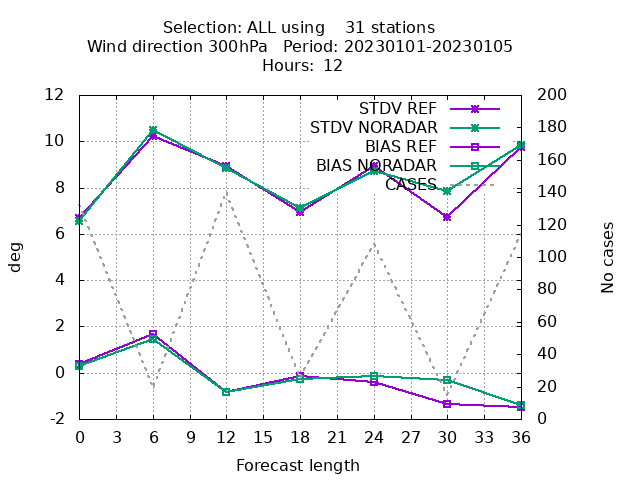 Selection: ALL using    31 stations
Wind direction 300hPa   Period: 20230101-20230105
Hours:  12
STDV REF
STDV NORADAR
BIAS REF
BIAS NORADAR
CASES
12
10
8
6
4
2
0
-2
deg
200
180
160
140
120
100
80
60
40
20
0
No cases
0 3 6 9 12 15 18 21 24 27 30 33 36
Forecast length